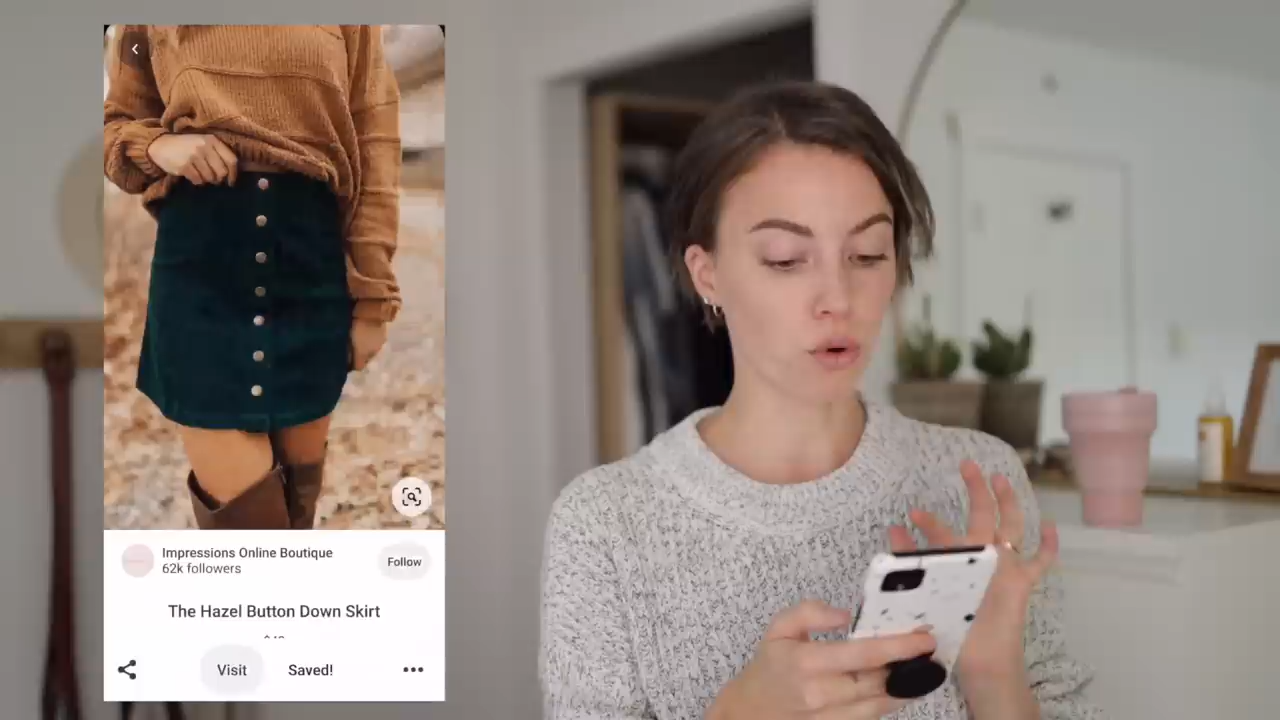 Impressions Online Boutique
62k followers
Follow
The Hazel Button Down Skirt
Visit
Saved!